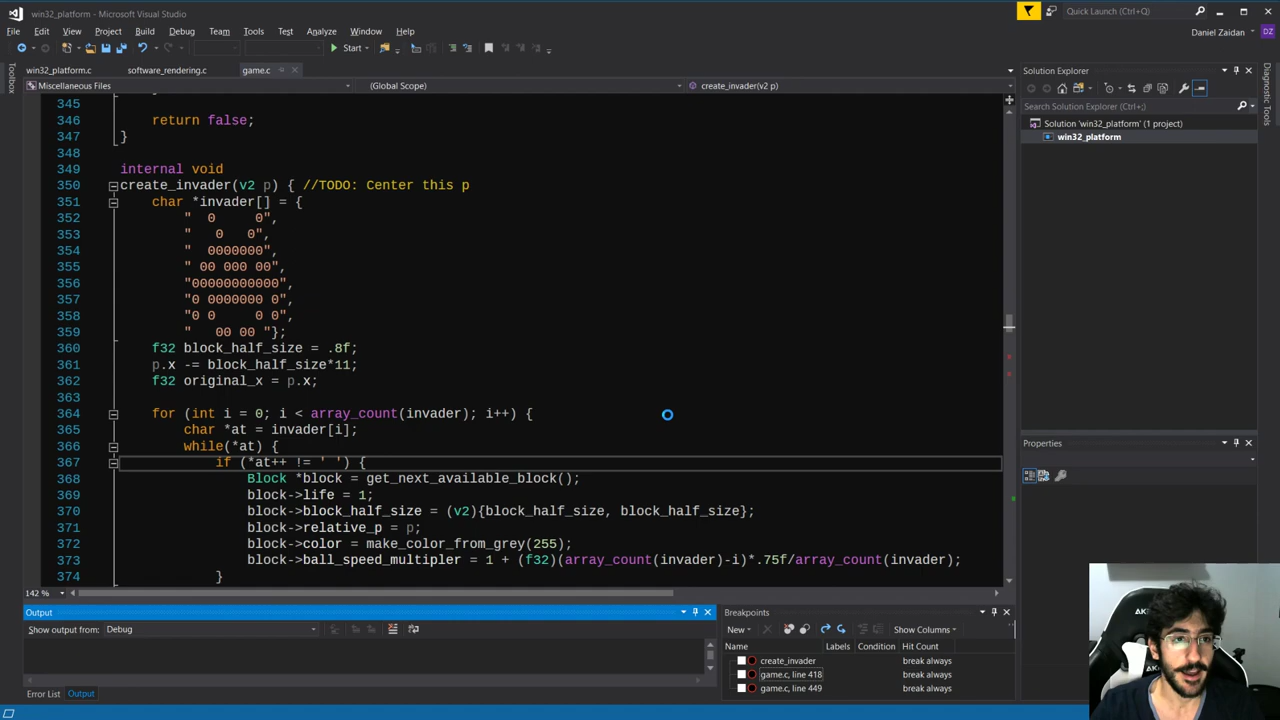 win32_platform - Microsoft Visual Studio
Quick Launch (Ctrl+Q)
File Edit View Project Build Debug Team Tools Test Analyze Window Help
Daniel Zaidan DZ
Start
Toolbox
win32_platform.c software_rendering.c game.c
Miscellaneous Files (Global Scope) create_invader(v2 p)
345
346 return false;
347 }
348
349 internal void
350 create_invader(v2 p) { //TODO: Center this p
351 char *invader[] = {
352 "  0     0",
353 "   0   0",
354 "  0000000",
355 " 00 000 00",
356 "00000000000",
357 "0 0000000 0",
358 "0 0     0 0",
359 "   00 00 "};
360 f32 block_half_size = .8f;
361 p.x -= block_half_size*11;
362 f32 original_x = p.x;
363
364 for (int i = 0; i < array_count(invader); i++) {
365 char *at = invader[i];
366 while(*at) {
367 if (*at++ != ' ') {
368 Block *block = get_next_available_block();
369 block->life = 1;
370 block->block_half_size = (v2){block_half_size, block_half_size};
371 block->relative_p = p;
372 block->color = make_color_from_grey(255);
373 block->ball_speed_multipler = 1 + (f32)(array_count(invader)-i)*.75f/array_count(invader);
374 }
142 %
Output
Show output from: Debug
Error List Output
Breakpoints
New Show Columns
Name Labels Condition Hit Count
create_invader break always
game.c, line 418 break always
game.c, line 449 break always
Solution Explorer
Search Solution Explorer (Ctrl+;)
Solution 'win32_platform' (1 project)
win32_platform
Properties
Diagnostic Tools